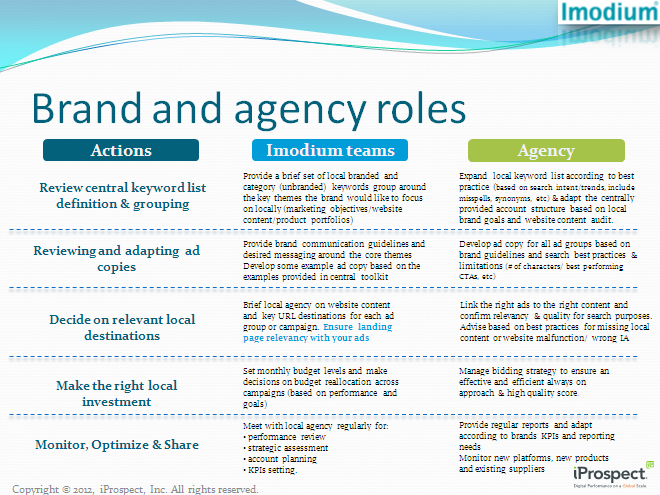 Imodium®
Brand and agency roles
Actions
Imodium teams
Agency
Review central keyword list
definition & grouping
Provide a brief set of local branded and
category (unbranded) keywords group around
the key themes the brand would like to focus
on locally (marketing objectives/website
content/product portfolios)
Expand local keyword list according to best
practice (based on search intent/trends, include
misspells, synonyms, etc) & adapt the centrally
provided account structure based on local
brand goals and website content audit.
Reviewing and adapting ad
copies
Provide brand communication guidelines and
desired messaging around the core themes
Develop some example ad copy based on the
examples provided in central toolkit
Develop ad copy for all ad groups based on
brand guidelines and search best practices &
limitations (# of characters/ best performing
CTAs, etc)
Decide on relevant local
destinations
Brief local agency on website content
and key URL destinations for each ad
group or campaign. Ensure landing
page relevancy with your ads
Link the right ads to the right content and
confirm relevancy & quality for search purposes.
Advise based on best practices for missing local
content or website malfunction/ wrong IA
Make the right local
investment
Set monthly budget levels and make
decisions on budget reallocation across
campaigns (based on performance and
goals)
Manage bidding strategy to ensure an
effective and efficient always on
approach & high quality score.
Monitor, Optimize & Share
Meet with local agency regularly for:
• performance review
• strategic assessment
• account planning
• KPIs setting.
Provide regular reports and adapt
according to brands KPIs and reporting
needs
Monitor new platforms, new products
and existing suppliers
iProspect.
Digital Performance on a Global Scale
Copyright © 2012, iProspect, Inc. All rights reserved.